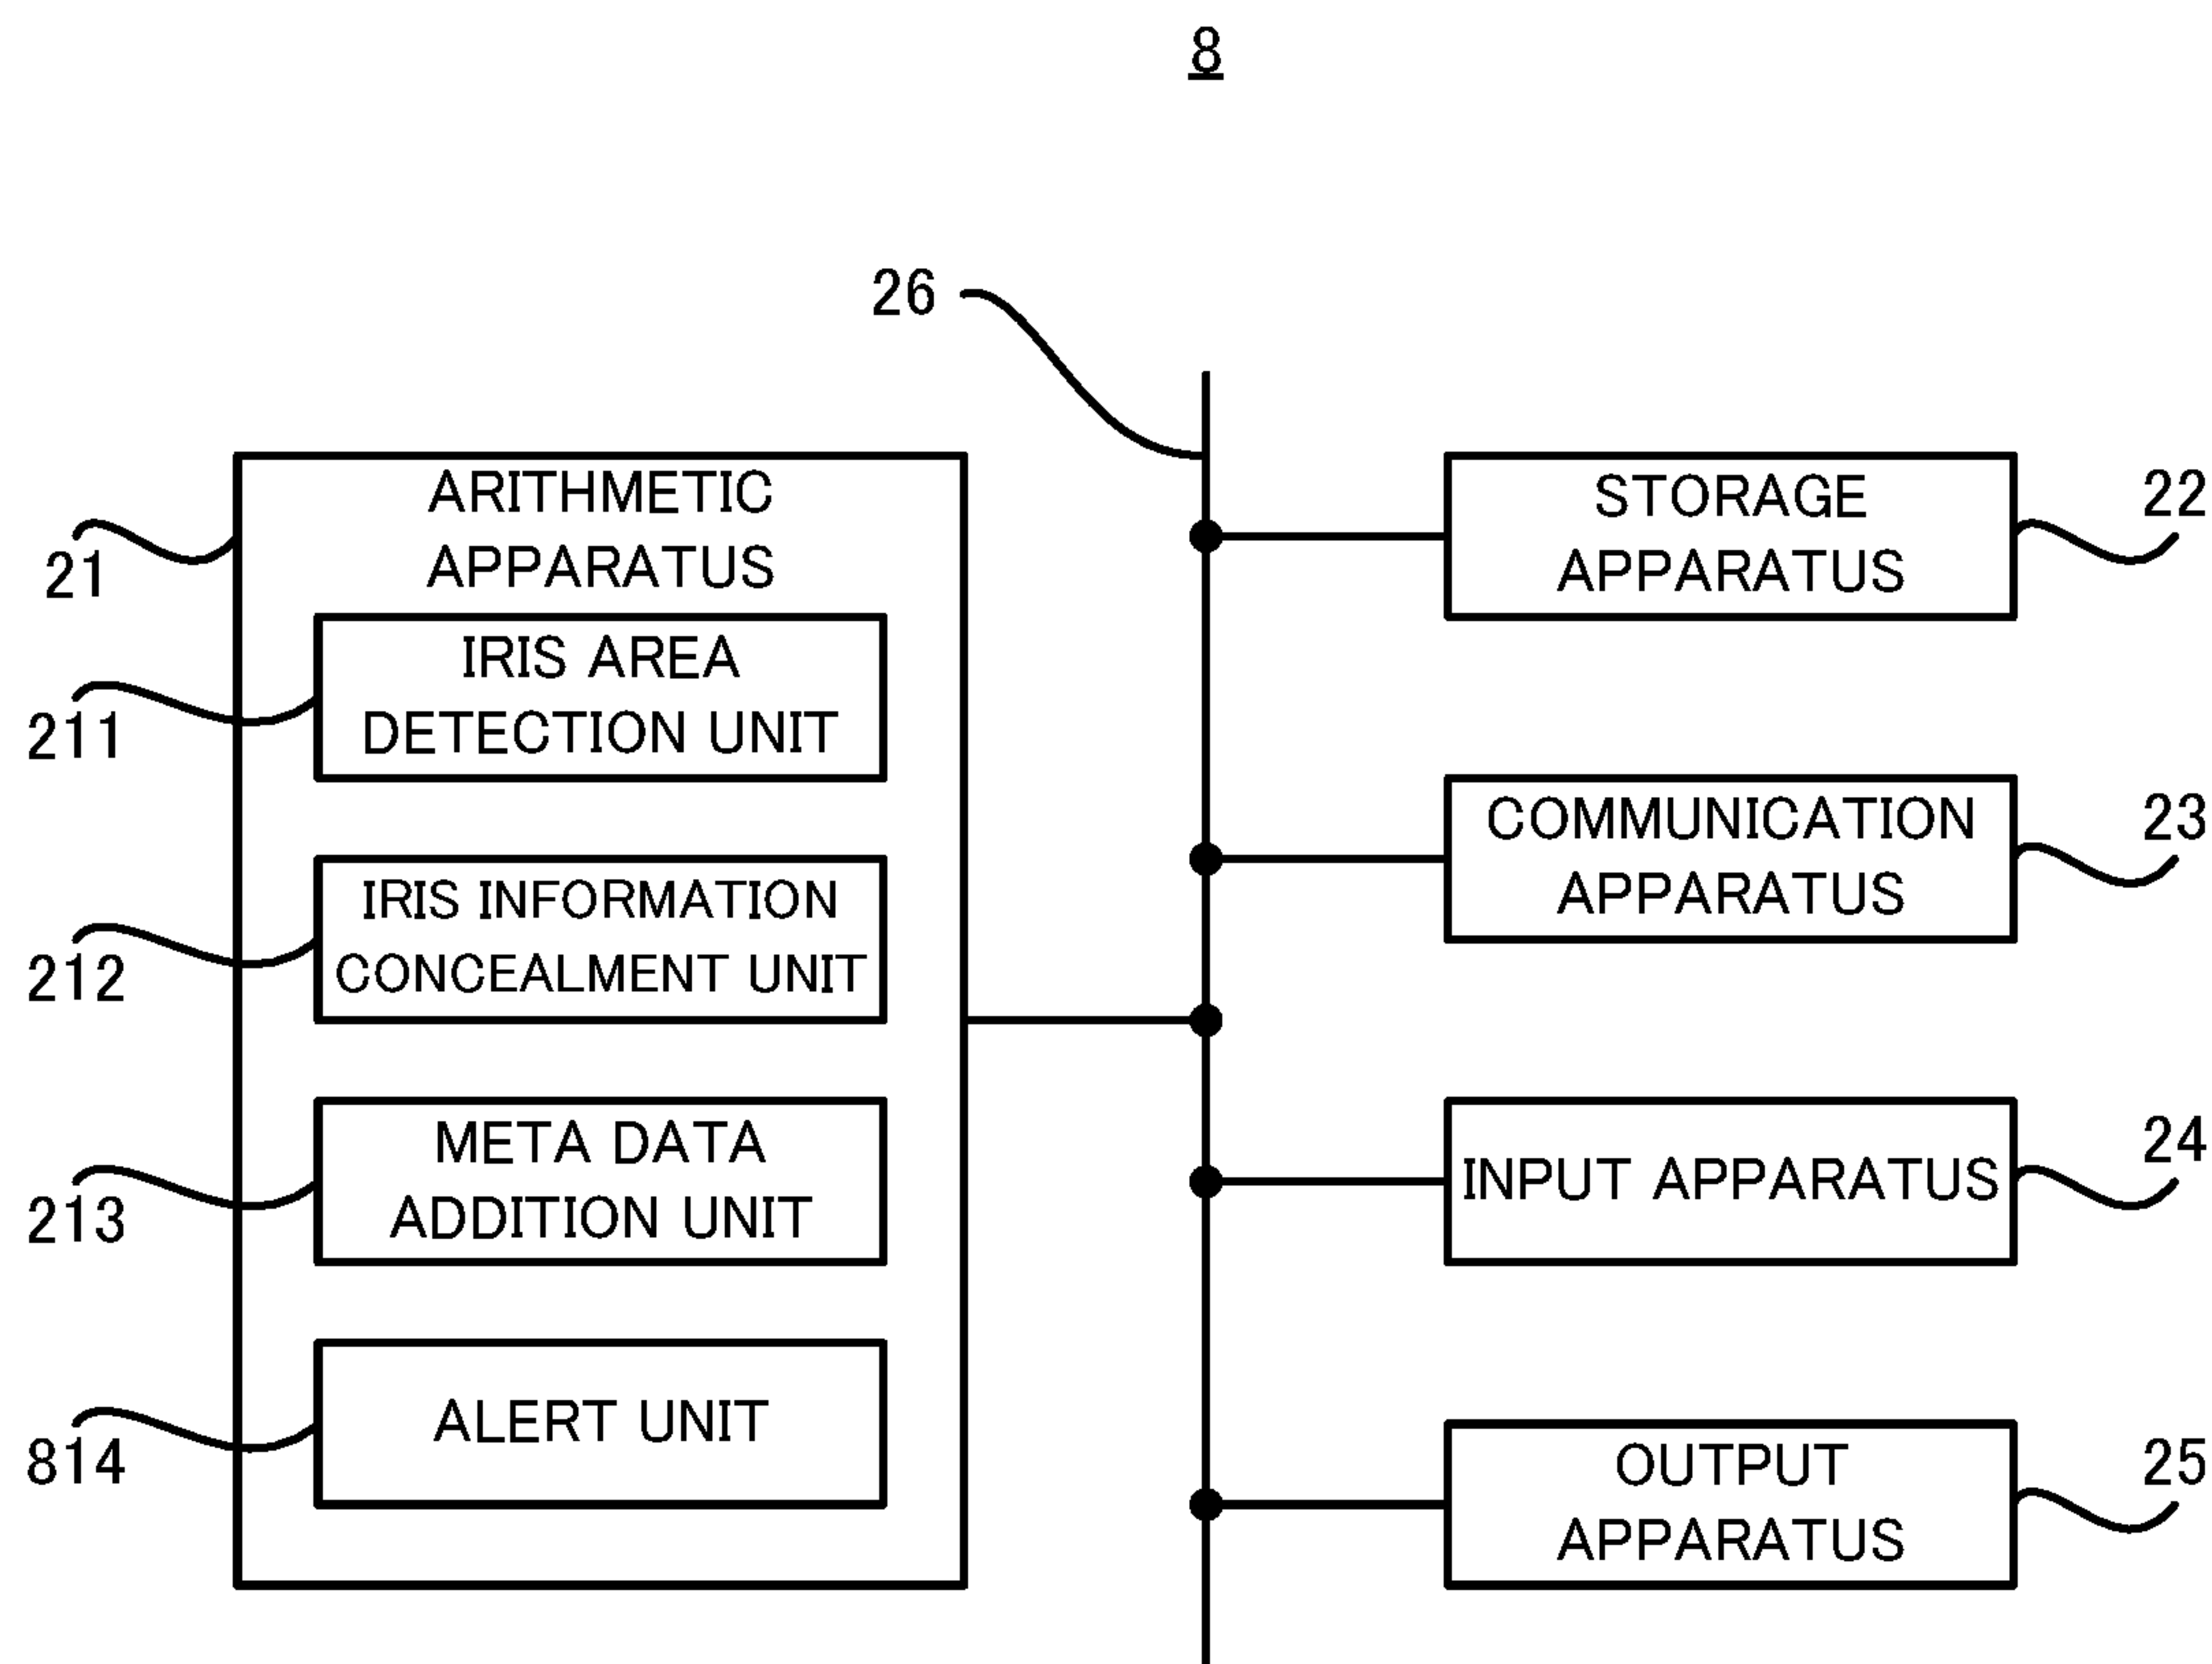 8
26
ARITHMETIC
APPARATUS
21
IRIS AREA
DETECTION UNIT
211
IRIS INFORMATION
CONCEALMENT UNIT
212
META DATA
ADDITION UNIT
213
ALERT UNIT
814
STORAGE
APPARATUS
22
COMMUNICATION
APPARATUS
23
INPUT APPARATUS
24
OUTPUT
APPARATUS
25